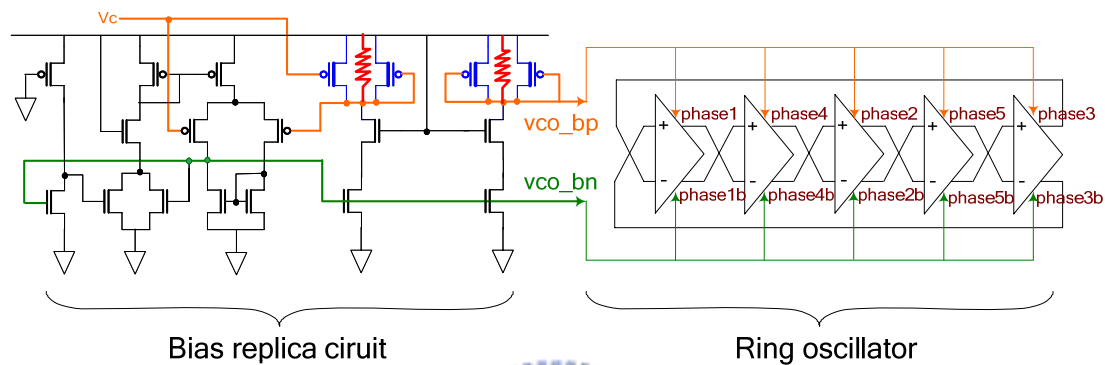 Vc
vco_bp
vco_bn
phase1
phase4
phase2
phase5
phase3
+
+
+
+
+
-
-
-
-
-
phase1b
phase4b
phase2b
phase5b
phase3b
Bias replica ciruit
Ring oscillator